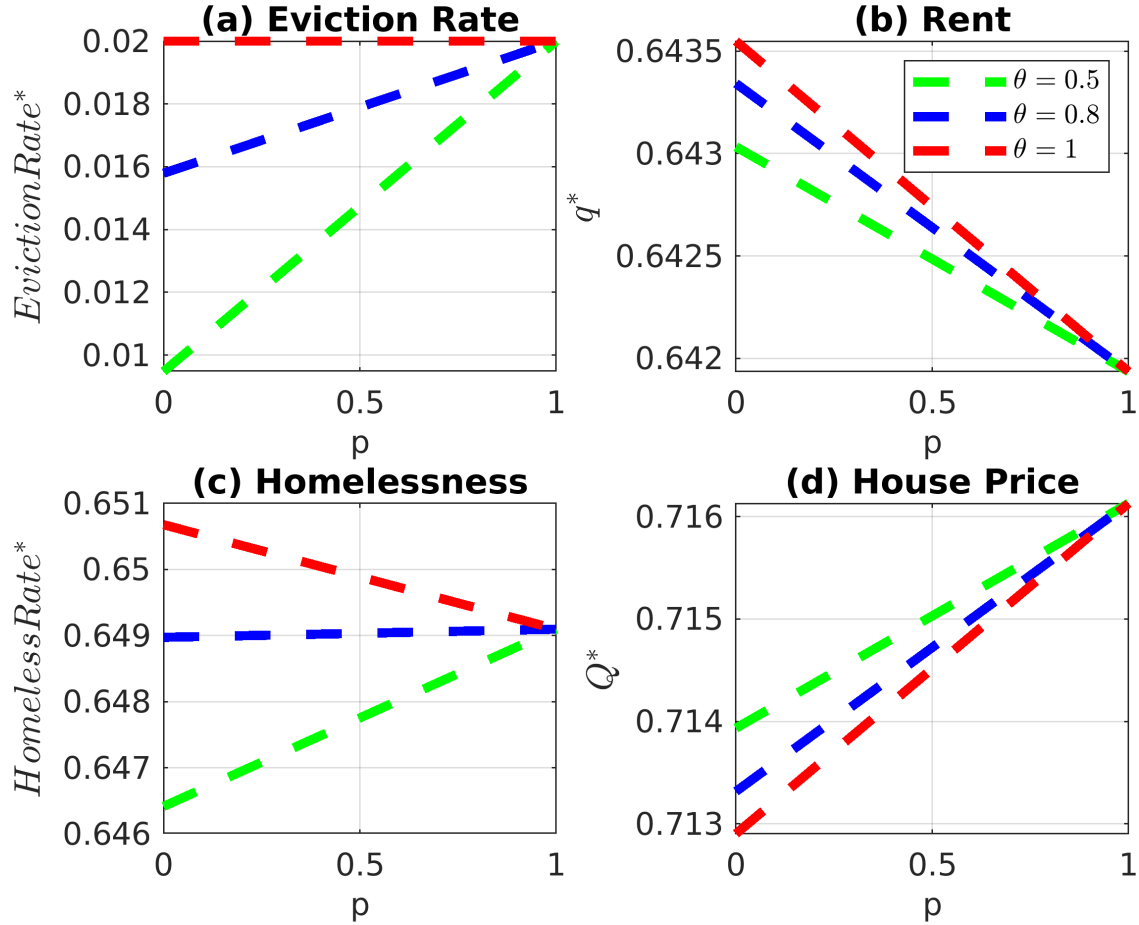 (a) Eviction Rate
EvictionRate*
0.02
0.018
0.016
0.014
0.012
0.01
0
0.5
1
p
(b) Rent
q*
0.6435
0.643
0.6425
0.642
θ = 0.5
θ = 0.8
θ = 1
0
0.5
1
p
(c) Homelessness
HomelessRate*
0.651
0.65
0.649
0.648
0.647
0.646
0
0.5
1
p
(d) House Price
Q*
0.716
0.715
0.714
0.713
0
0.5
1
p